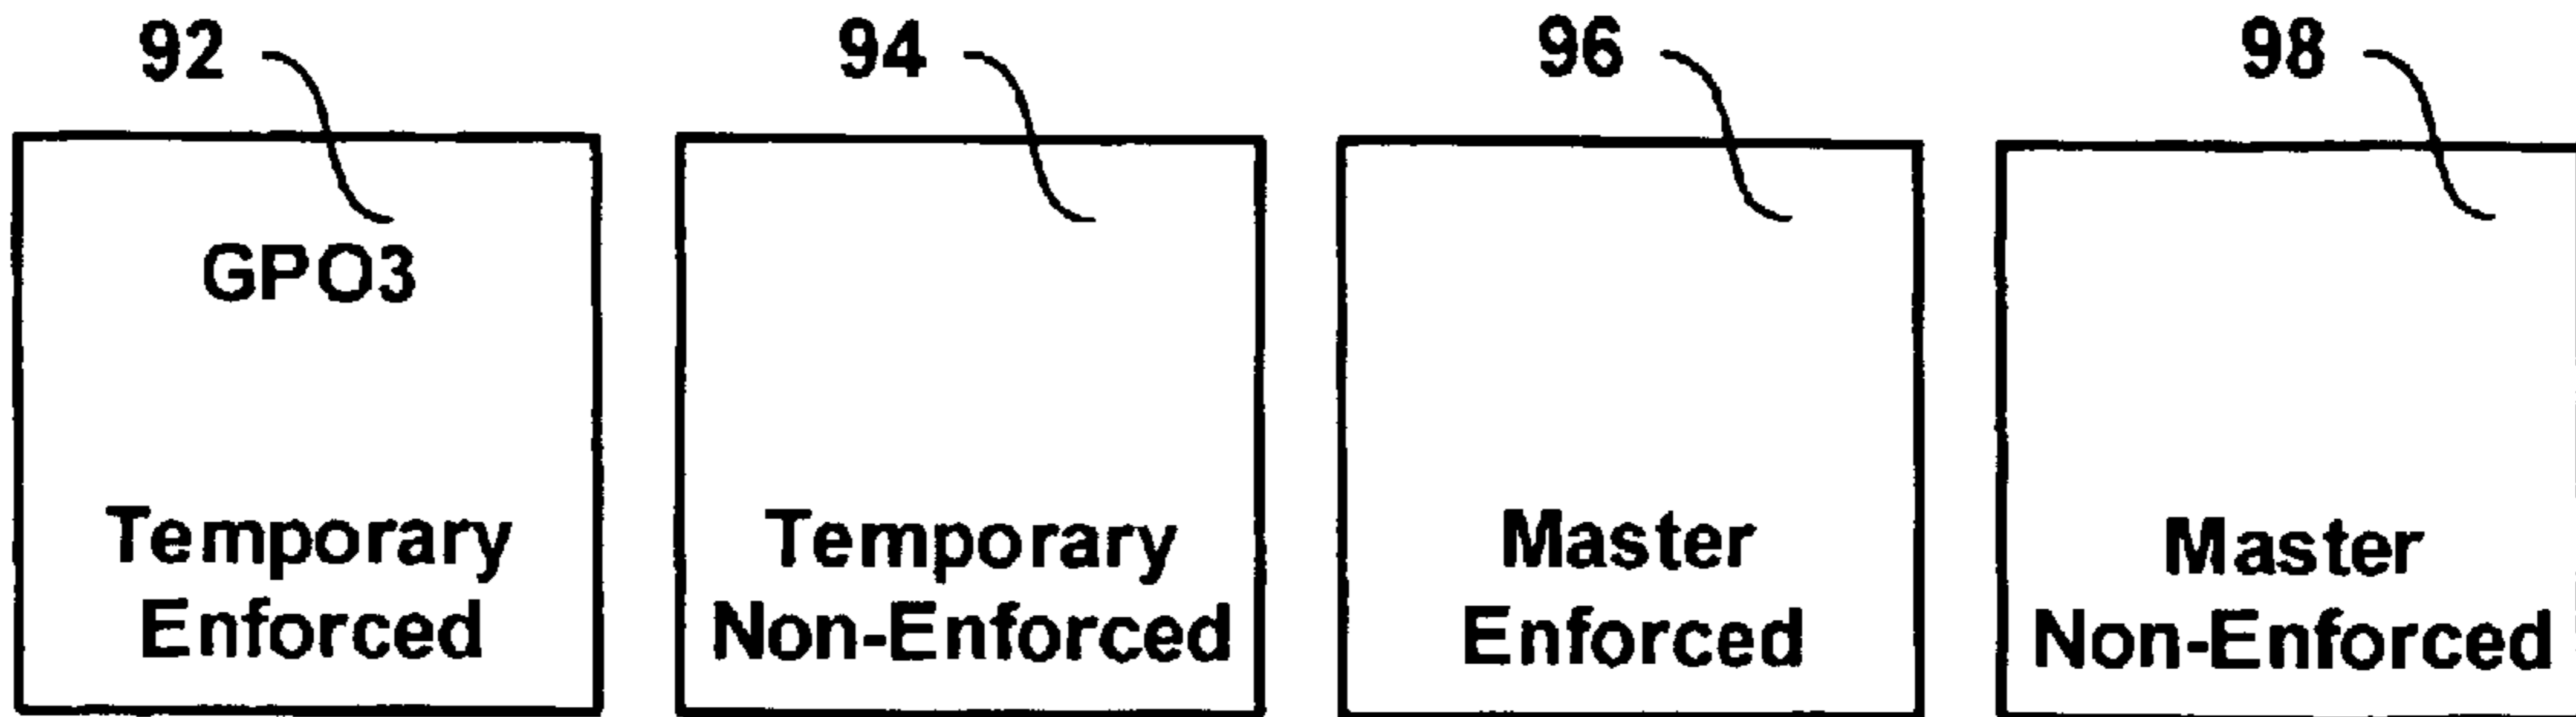 92 94 96 98
GPO3
Temporary Enforced
Temporary Non-Enforced
Master Enforced
Master Non-Enforced